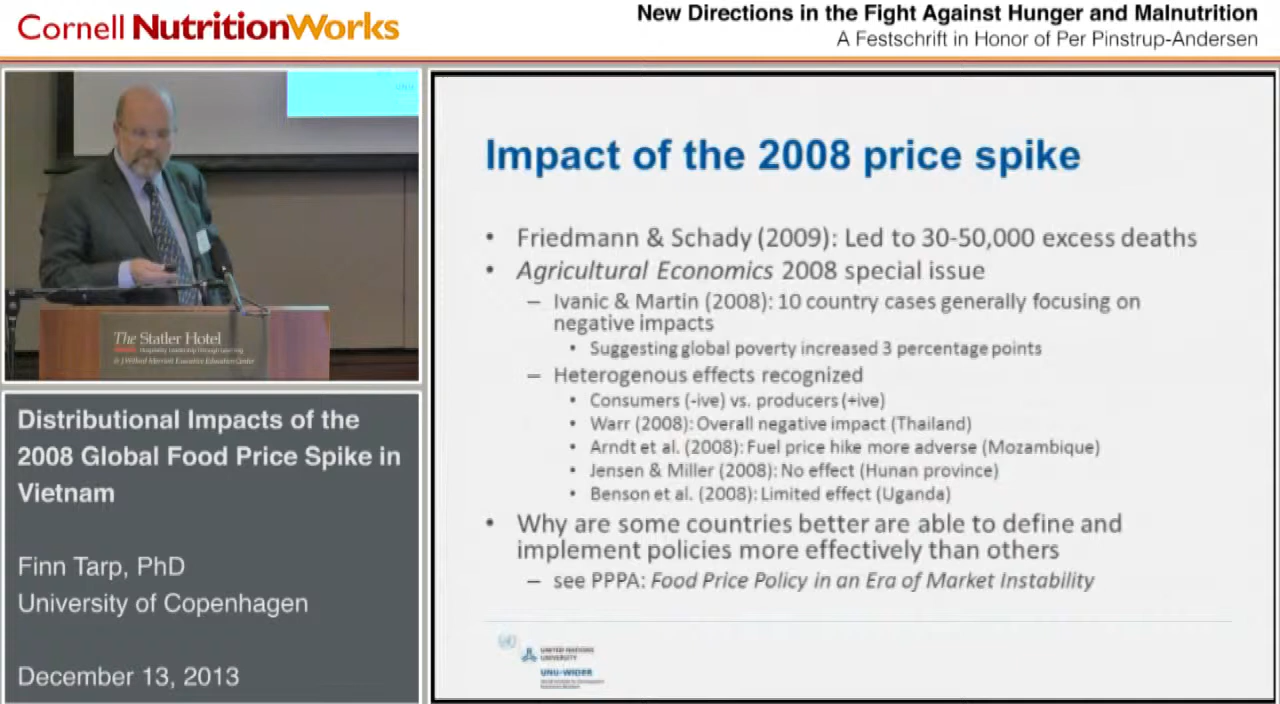 Cornell NutritionWorks
New Directions in the Fight Against Hunger and Malnutrition
A Festschrift in Honor of Per Pinstrup-Andersen
UNU
The Statler Hotel
Distributional Impacts of the
2008 Global Food Price Spike in
Vietnam
Finn Tarp, PhD
University of Copenhagen
December 13, 2013
Impact of the 2008 price spike
• Friedmann & Schady (2009): Led to 30-50,000 excess deaths
• Agricultural Economics 2008 special issue
– Ivanic & Martin (2008): 10 country cases generally focusing on
negative impacts
• Suggesting global poverty increased 3 percentage points
– Heterogenous effects recognized
• Consumers (-ive) vs. producers (+ive)
• Warr (2008): Overall negative impact (Thailand)
• Arndt et al. (2008): Fuel price hike more adverse (Mozambique)
• Jensen & Miller (2008): No effect (Hunan province)
• Benson et al. (2008): Limited effect (Uganda)
• Why are some countries better are able to define and
implement policies more effectively than others
– see PPPA: Food Price Policy in an Era of Market Instability
UNITED NATIONS
UNIVERSITY
UNU-WIDER